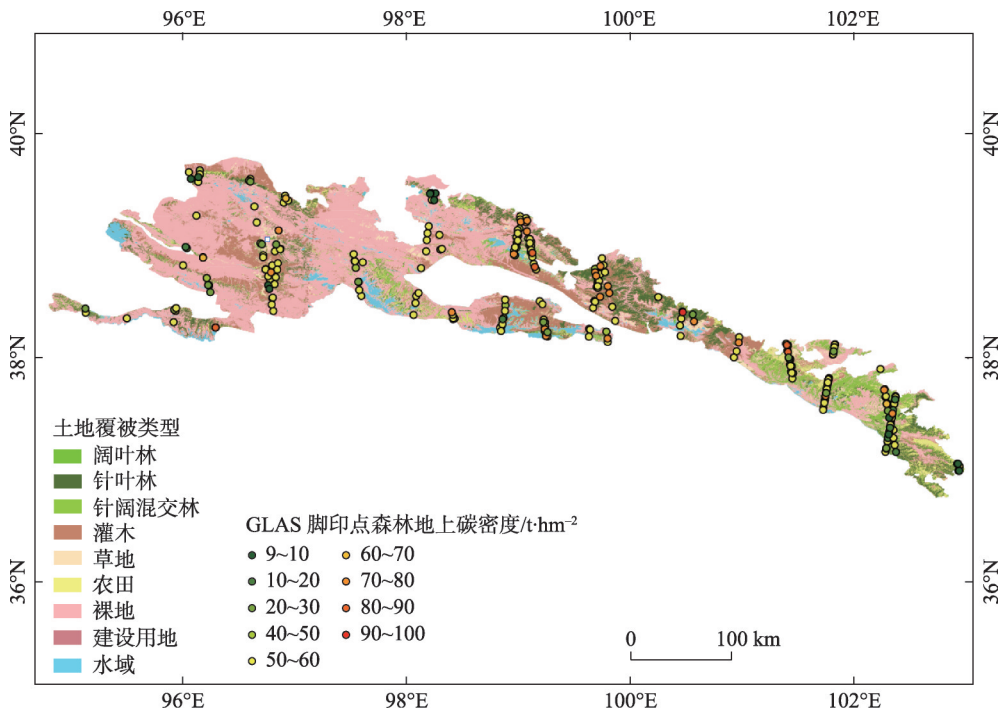 96°E 98°E 100°E 102°E
40°N 40°N
38°N 38°N
36°N 36°N
土地覆被类型
阔叶林
针叶林
针阔混交林
灌木
草地
农田
裸地
建设用地
水域
GLAS 脚印点森林地上碳密度/t·hm⁻²
9~10 60~70
10~20 70~80
20~30 80~90
40~50 90~100
50~60
0 100 km
96°E 98°E 100°E 102°E